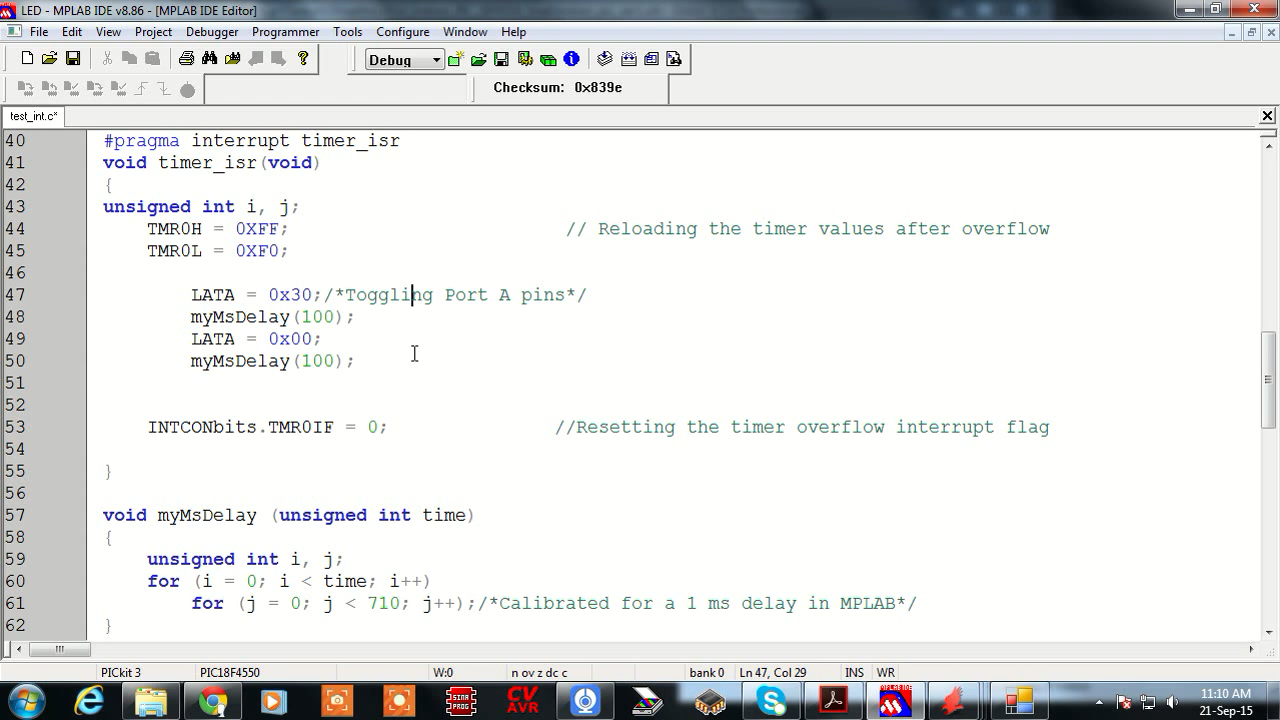 LED - MPLAB IDE v8.86 - [MPLAB IDE Editor]
File Edit View Project Debugger Programmer Tools Configure Window Help
Debug
Checksum: 0x839e
test_int.c*
40 #pragma interrupt timer_isr
41 void timer_isr(void)
42 {
43 unsigned int i, j;
44 TMR0H = 0XFF; // Reloading the timer values after overflow
45 TMR0L = 0XF0;
46
47 LATA = 0x30;/*Toggling Port A pins*/
48 myMsDelay(100);
49 LATA = 0x00;
50 myMsDelay(100);
51
52
53 INTCONbits.TMR0IF = 0; //Resetting the timer overflow interrupt flag
54
55 }
56
57 void myMsDelay (unsigned int time)
58 {
59 unsigned int i, j;
60 for (i = 0; i < time; i++)
61 for (j = 0; j < 710; j++);/*Calibrated for a 1 ms delay in MPLAB*/
62 }
PICkit 3 PIC18F4550 W:0 n ov z dc c bank 0 Ln 47, Col 29 INS WR
SINA PROG
CV AVR
MPLAB IDE
11:10 AM
21-Sep-15